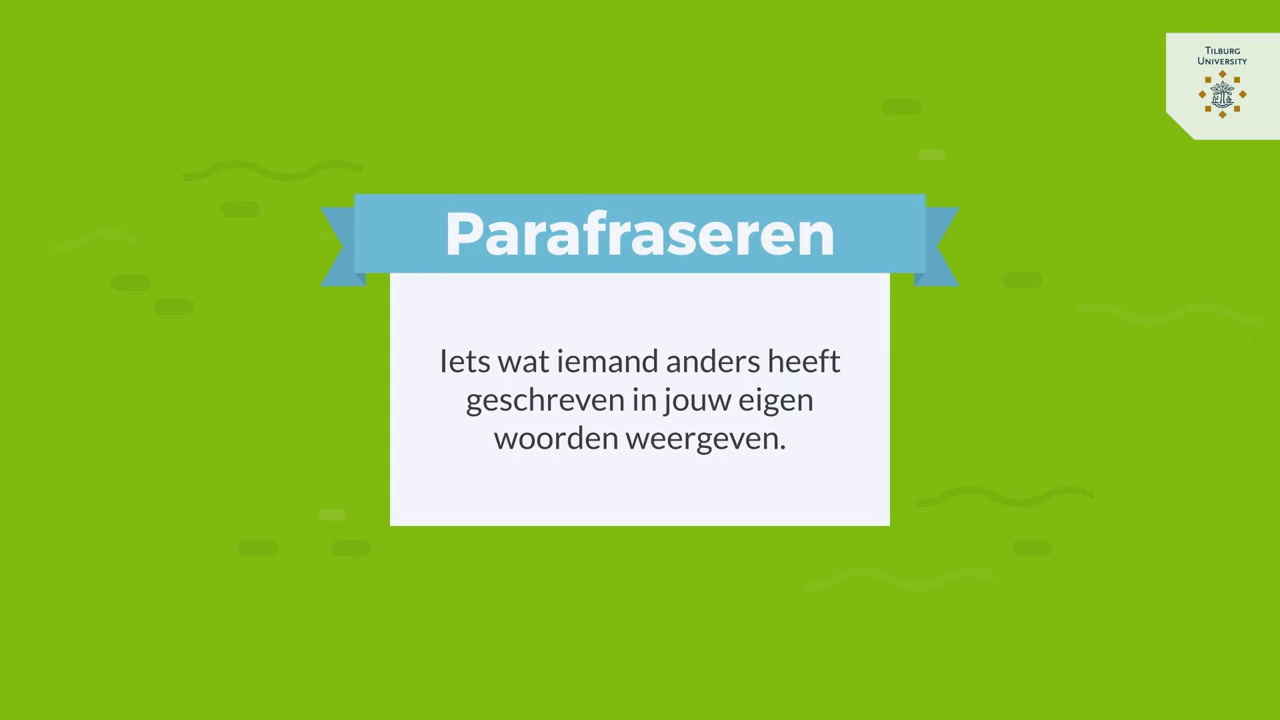 Tilburg
University
Parafraseren
Iets wat iemand anders heeft
geschreven in jouw eigen
woorden weergeven.